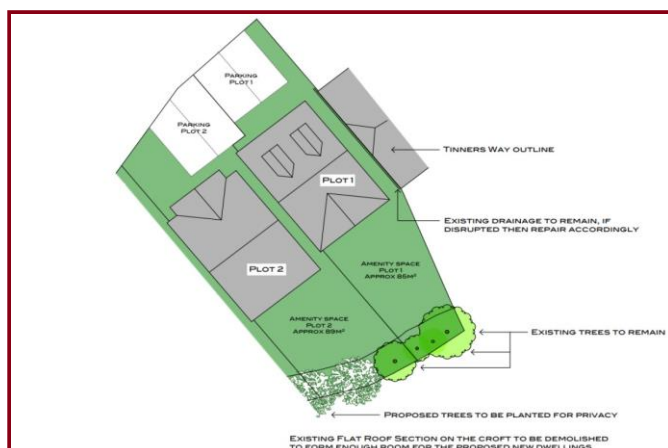 PARKING
PLOT 1
PARKING
PLOT 2
TINNERS WAY OUTLINE
PLOT 1
EXISTING DRAINAGE TO REMAIN, IF
DISRUPTED THEN REPAIR ACCORDINGLY
PLOT 2
AMENITY SPACE
PLOT 1
APPROX 85M²
AMENITY SPACE
PLOT 2
APPROX 89M²
EXISTING TREES TO REMAIN
PROPOSED TREES TO BE PLANTED FOR PRIVACY
EXISTING FLAT ROOF SECTION ON THE CROFT TO BE DEMOLISHED
TO FORM ENOUGH ROOM FOR THE PROPOSED NEW DWELLINGS